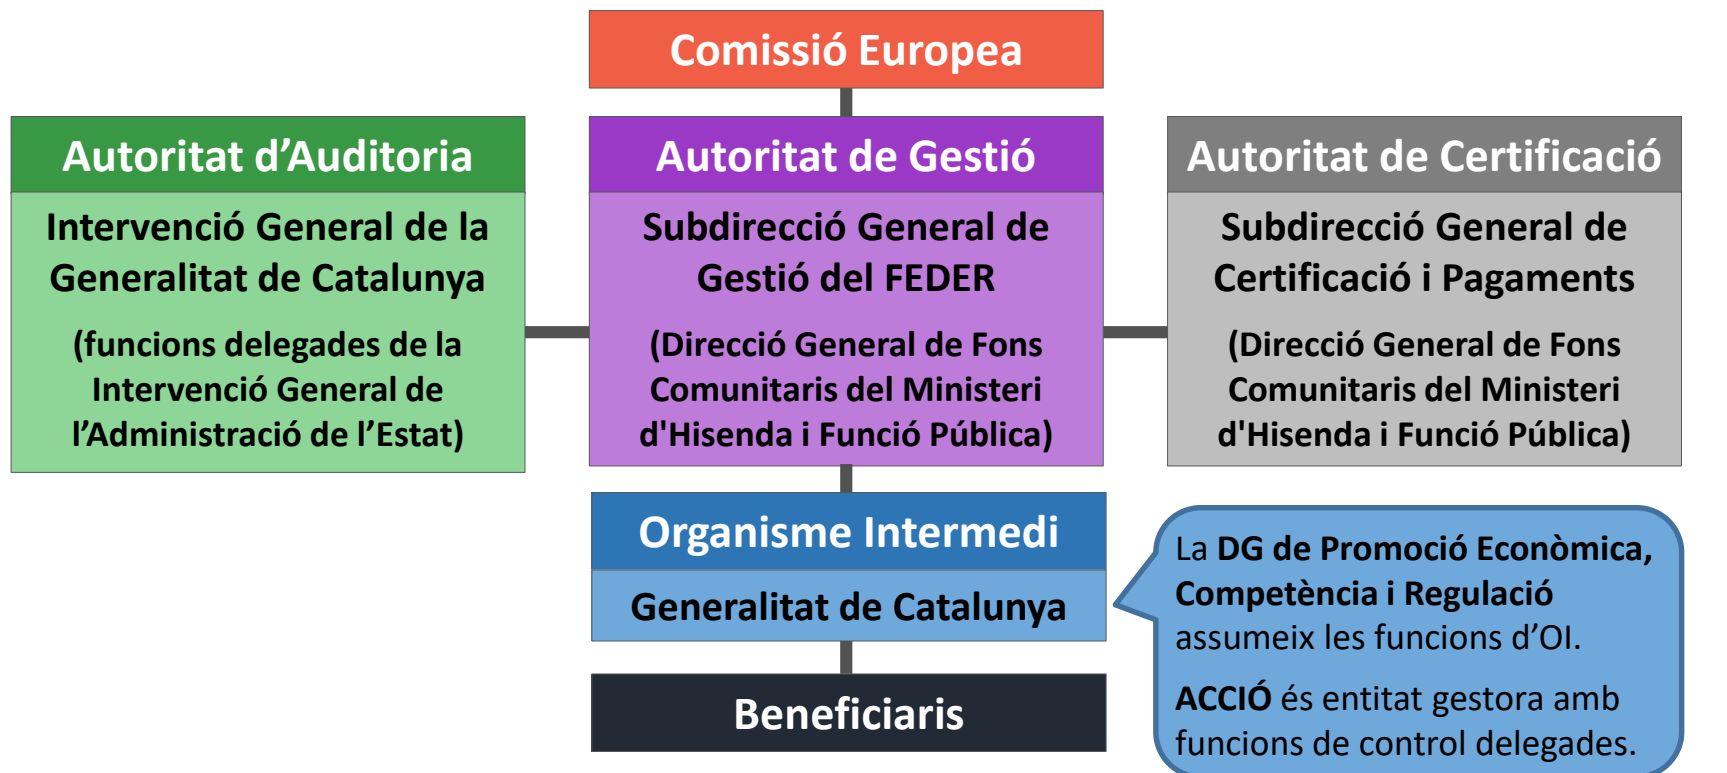 Comissió Europea
Autoritat d’Auditoria
Intervenció General de la
Generalitat de Catalunya
(funcions delegades de la
Intervenció General de
l’Administració de l’Estat)
Autoritat de Gestió
Subdirecció General de
Gestió del FEDER
(Direcció General de Fons
Comunitaris del Ministeri
d'Hisenda i Funció Pública)
Autoritat de Certificació
Subdirecció General de
Certificació i Pagaments
(Direcció General de Fons
Comunitaris del Ministeri
d'Hisenda i Funció Pública)
Organisme Intermedi
Generalitat de Catalunya
La DG de Promoció Econòmica,
Competència i Regulació
assumeix les funcions d’OI.
ACCIÓ és entitat gestora amb
funcions de control delegades.
Beneficiaris